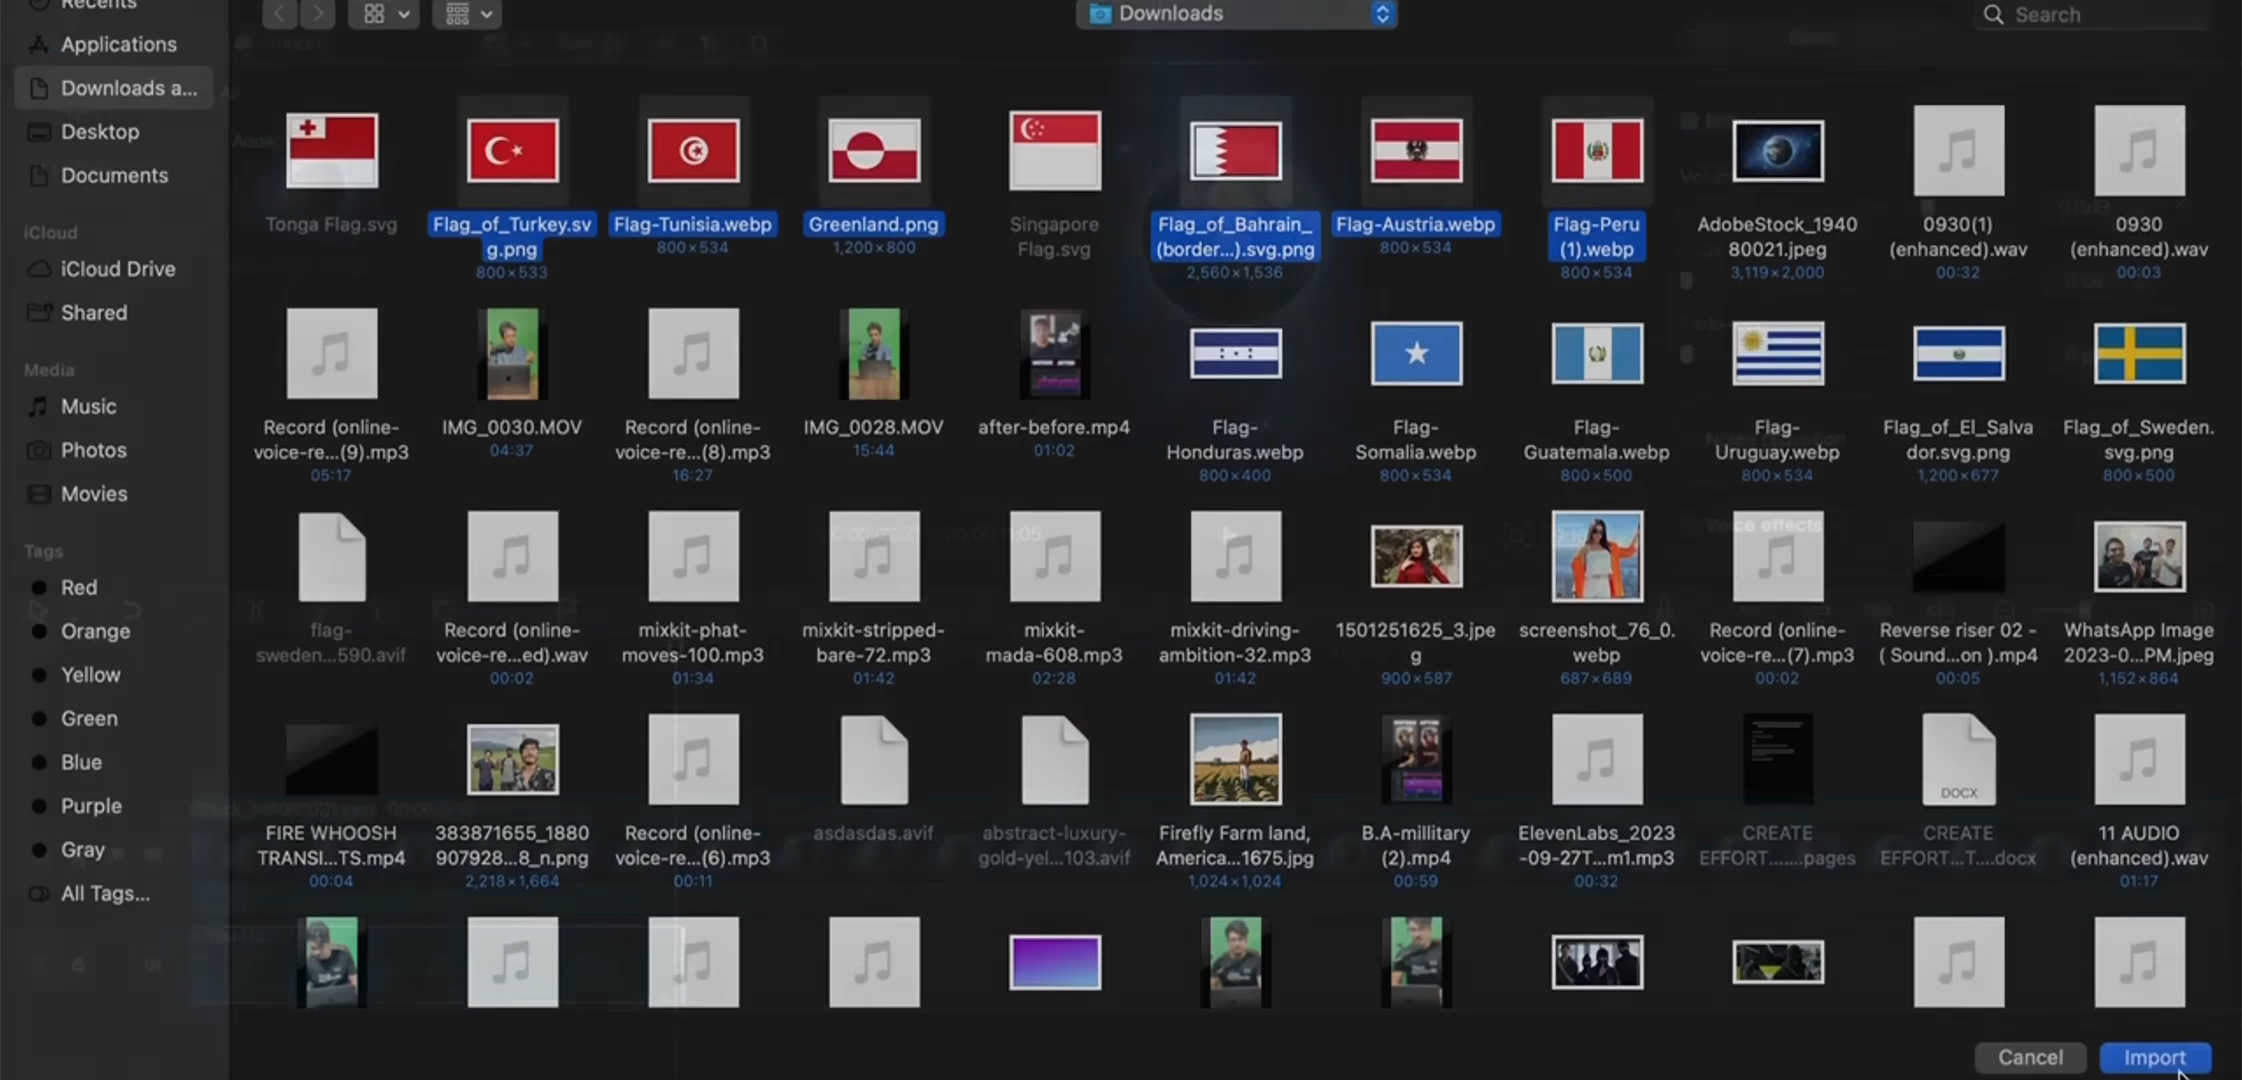 Recents
Applications
Downloads a...
Desktop
Documents
iCloud
iCloud Drive
Shared
Media
Music
Photos
Movies
Tags
Red
Orange
Yellow
Green
Blue
Purple
Gray
All Tags...
Downloads
Search
Tonga Flag.svg
Flag_of_Turkey.sv
g.png
800×533
Flag-Tunisia.webp
800×534
Greenland.png
1,200×800
Singapore
Flag.svg
Flag_of_Bahrain_
(border...).svg.png
2,560×1,536
Flag-Austria.webp
800×534
Flag-Peru
(1).webp
800×534
AdobeStock_1940
80021.jpeg
3,119×2,000
0930(1)
(enhanced).wav
00:32
0930
(enhanced).wav
00:03
Record (online-
voice-re...(9).mp3
05:17
IMG_0030.MOV
04:37
Record (online-
voice-re...(8).mp3
16:27
IMG_0028.MOV
15:44
after-before.mp4
01:02
Flag-
Honduras.webp
800×400
Flag-
Somalia.webp
800×534
Flag-
Guatemala.webp
800×500
Flag-
Uruguay.webp
800×534
Flag_of_El_Salva
dor.svg.png
1,200×677
Flag_of_Sweden.
svg.png
800×500
flag-
sweden...590.avif
Record (online-
voice-re...ed).wav
00:02
mixkit-phat-
moves-100.mp3
01:34
mixkit-stripped-
bare-72.mp3
01:42
mixkit-
mada-608.mp3
02:28
mixkit-driving-
ambition-32.mp3
01:42
1501251625_3.jpe
g
900×587
screenshot_76_0.
webp
687×689
Voice effects
Record (online-
voice-re...(7).mp3
00:02
Reverse riser 02 -
( Sound...on ).mp4
00:05
WhatsApp Image
2023-0...PM.jpeg
1,152×864
FIRE WHOOSH
TRANSI...TS.mp4
00:04
383871655_1880
907928...8_n.png
2,218×1,664
Record (online-
voice-re...(6).mp3
00:11
asdasdas.avif
abstract-luxury-
gold-yel...103.avif
Firefly Farm land,
America...1675.jpg
1,024×1,024
B.A-millitary
(2).mp4
00:59
ElevenLabs_2023
-09-27T...m1.mp3
00:32
CREATE
EFFORT.......pages
DOCX
CREATE
EFFORT...T....docx
11 AUDIO
(enhanced).wav
01:17
Cancel
Import